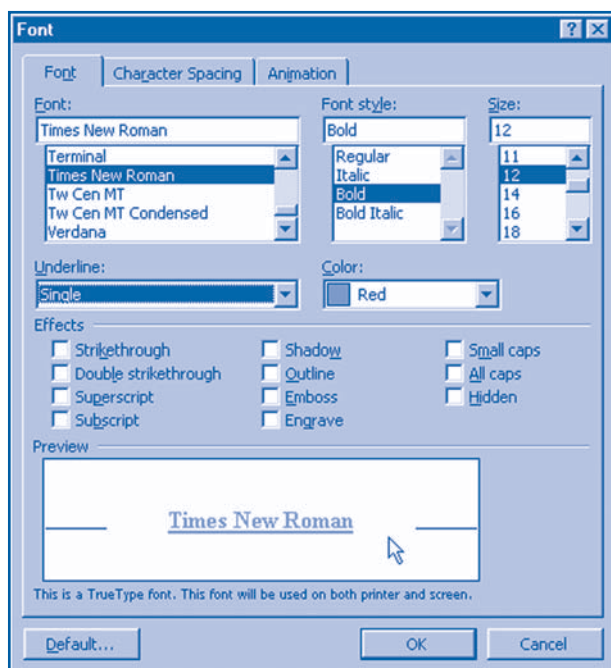 Font
Font Character Spacing Animation
Font: Font style: Size:
Times New Roman Bold 12
Terminal Regular 11
Times New Roman Italic 12
Tw Cen MT Bold 14
Tw Cen MT Condensed Bold Italic 16
Verdana 18
Underline: Color:
Single Red
Effects
Strikethrough Shadow Small caps
Double strikethrough Outline All caps
Superscript Emboss Hidden
Subscript Engrave
Preview
Times New Roman
This is a TrueType font. This font will be used on both printer and screen.
Default... OK Cancel